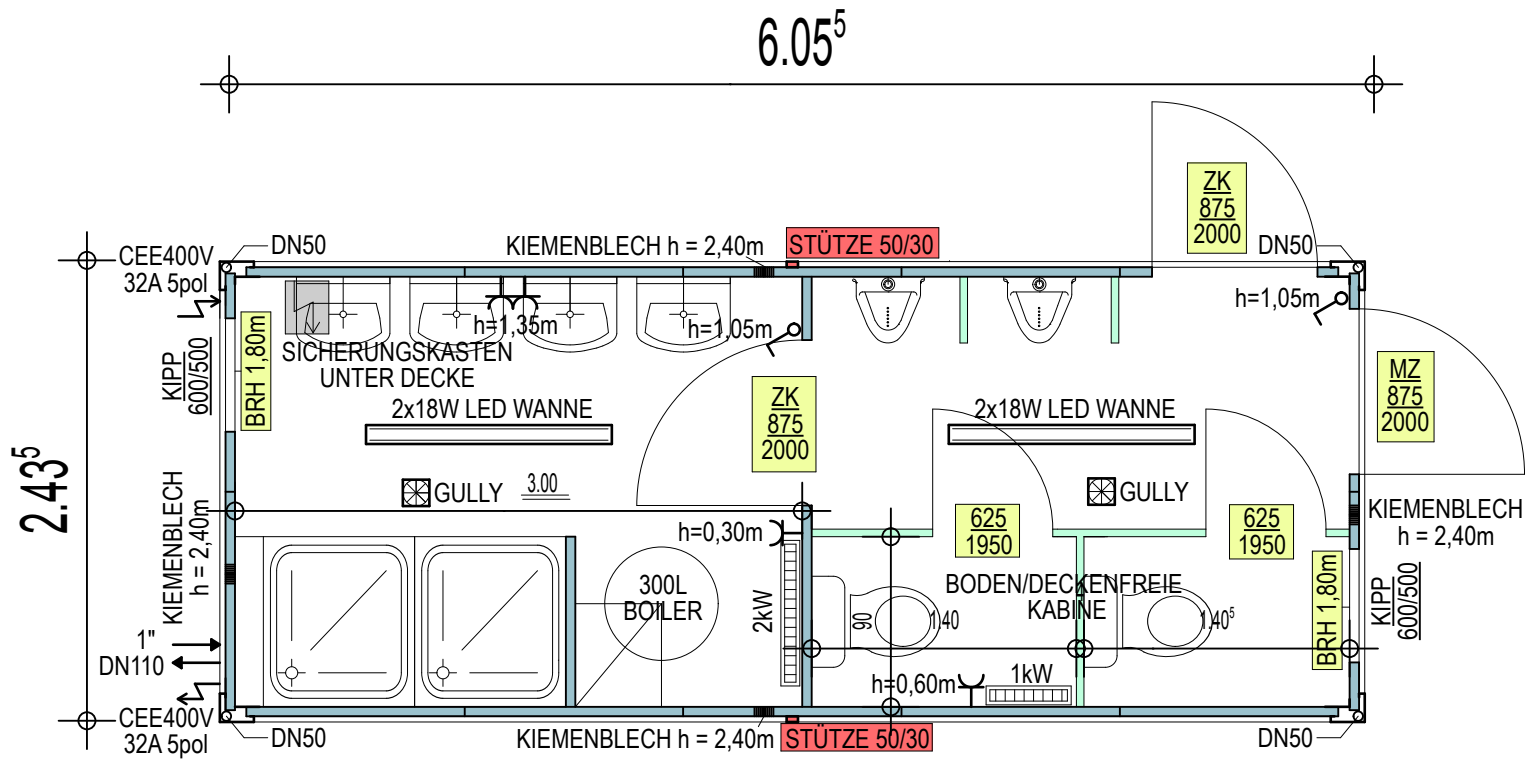 6.05⁵
ZK
875
2000
CEE400V
32A 5pol
DN50
KIEMENBLECH h = 2,40m
STÜTZE 50/30
DN50
h=1,35m
h=1,05m
h=1,05m
SICHERUNGSKASTEN
UNTER DECKE
KIPP
600/500
BRH 1,80m
2x18W LED WANNE
ZK
875
2000
2x18W LED WANNE
MZ
875
2000
2.43⁵
KIEMENBLECH
h = 2,40m
GULLY
3.00
GULLY
KIEMENBLECH
h = 2,40m
h=0,30m
625
1950
625
1950
300L
BOILER
2kW
BODEN/DECKENFREIE
KABINE
90
1.40
1.40⁵
BRH 1,80m
KIPP
600/500
1"
DN110
h=0,60m
1kW
CEE400V
32A 5pol
DN50
KIEMENBLECH h = 2,40m
STÜTZE 50/30
DN50